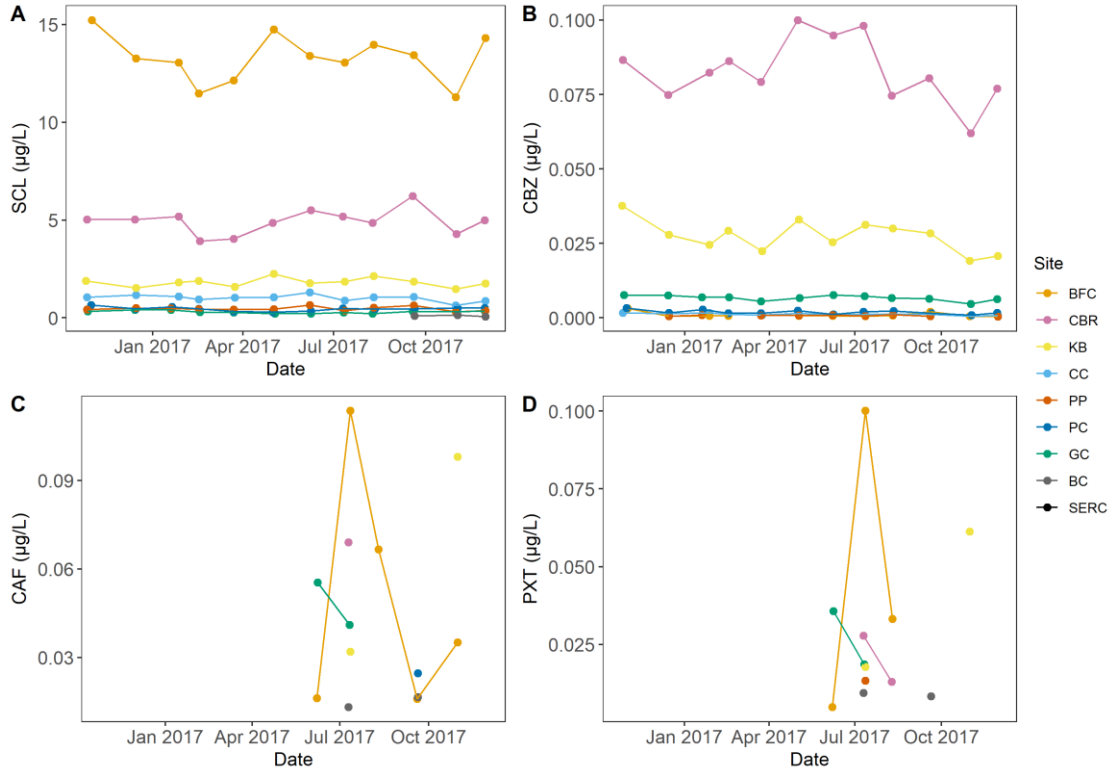 A
SCL (µg/L)
15
10
5
0
Jan 2017 Apr 2017 Jul 2017 Oct 2017
Date
B
CBZ (µg/L)
0.100
0.075
0.050
0.025
0.000
Jan 2017 Apr 2017 Jul 2017 Oct 2017
Date
C
CAF (µg/L)
0.09
0.06
0.03
Jan 2017 Apr 2017 Jul 2017 Oct 2017
Date
D
PXT (µg/L)
0.100
0.075
0.050
0.025
Jan 2017 Apr 2017 Jul 2017 Oct 2017
Date
Site
BFC
CBR
KB
CC
PP
PC
GC
BC
SERC